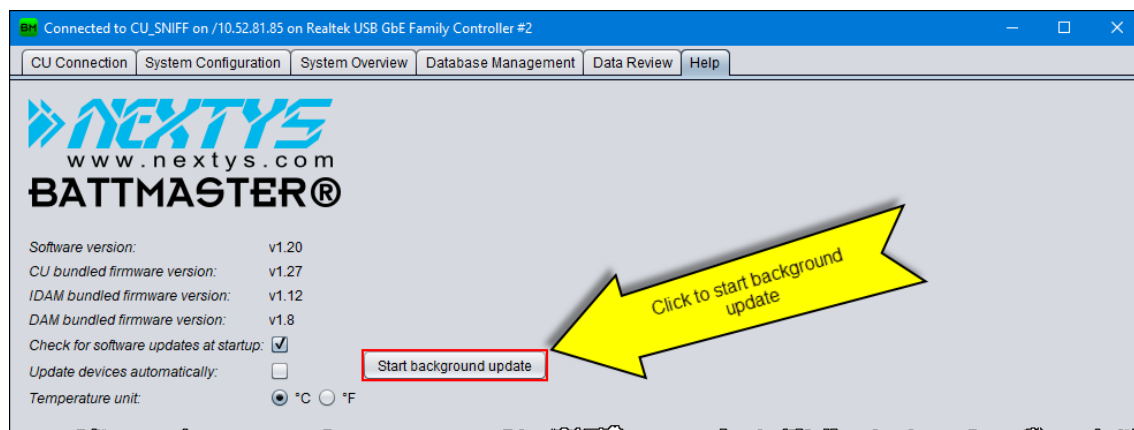 BM Connected to CU_SNIFF on /10.52.81.85 on Realtek USB GbE Family Controller #2
CU Connection System Configuration System Overview Database Management Data Review Help
NEXTYS
www.nextys.com
BATTMASTER®
Software version: v1.20
CU bundled firmware version: v1.27
IDAM bundled firmware version: v1.12
DAM bundled firmware version: v1.8
Check for software updates at startup:
Update devices automatically:
Start background update
Temperature unit: °C °F
Click to start background
update